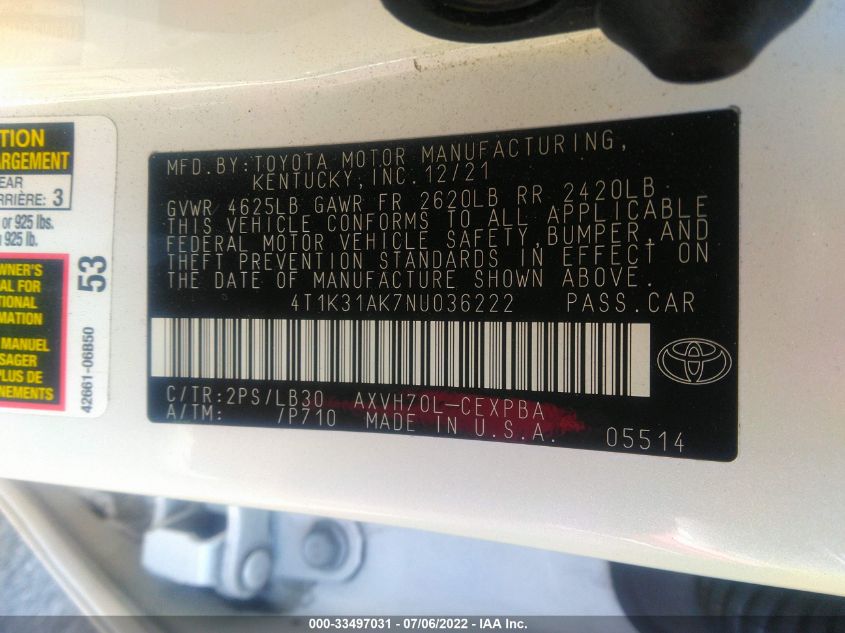 TION
ARGEMENT
EAR
RRIÈRE: 3
or 925 lbs.
925 lb.
53
WNER'S
AL FOR
TIONAL
MATION
MANUEL
SAGER
PLUS DE
NEMENTS
42661-06B50
MFD.BY:TOYOTA MOTOR MANUFACTURING,
KENTUCKY,INC.12/21
GVWR 4625LB GAWR FR 2620LB RR 2420LB
THIS VEHICLE CONFORMS TO ALL APPLICABLE
FEDERAL MOTOR VEHICLE SAFETY,BUMPER,AND
THEFT PREVENTION STANDARDS IN EFFECT ON
THE DATE OF MANUFACTURE SHOWN ABOVE.
4T1K31AK7NU036222 PASS.CAR
C/TR:2PS/LB30 AXVH70L-CEXPBA
A/TM: /P710 MADE IN U.S.A. 05514
000-33497031 - 07/06/2022 - IAA Inc.